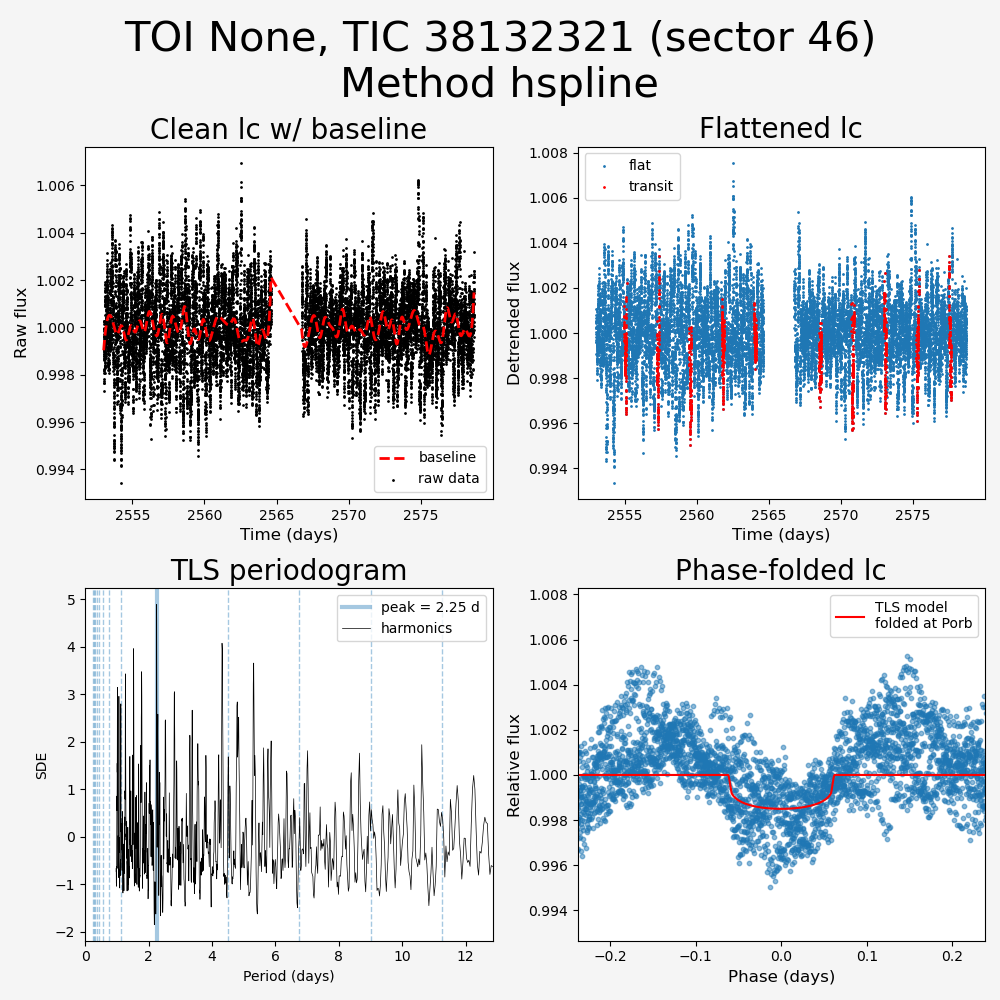 TOI None, TIC 38132321 (sector 46)
Method hspline
Clean lc w/ baseline
Raw flux
1.006
1.004
1.002
1.000
0.998
0.996
0.994
baseline
raw data
2555 2560 2565 2570 2575
Time (days)
Flattened lc
Detrended flux
1.008
1.006
1.004
1.002
1.000
0.998
0.996
0.994
flat
transit
2555 2560 2565 2570 2575
Time (days)
TLS periodogram
SDE
5
4
3
2
1
0
−1
−2
peak = 2.25 d
harmonics
0 2 4 6 8 10 12
Period (days)
Phase-folded lc
Relative flux
1.008
1.006
1.004
1.002
1.000
0.998
0.996
0.994
TLS model
folded at Porb
−0.2 −0.1 0.0 0.1 0.2
Phase (days)